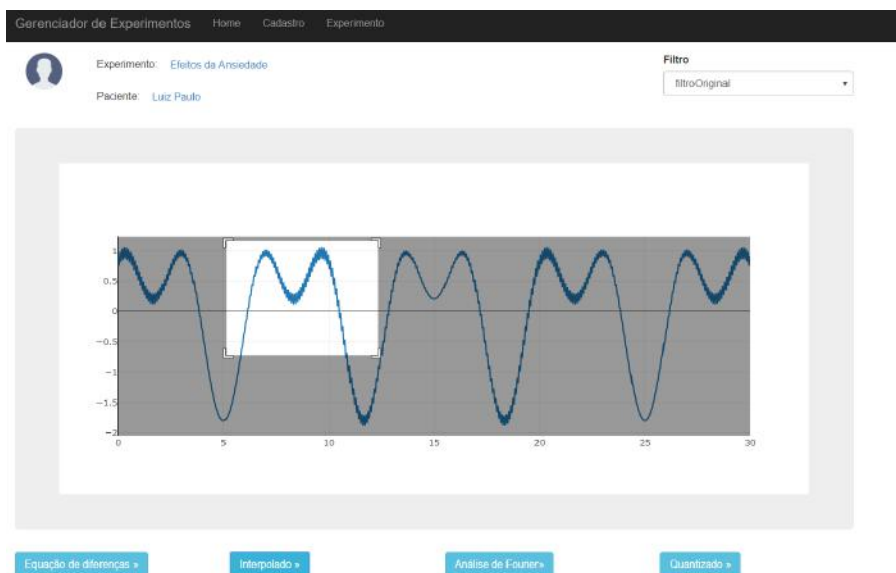 Gerenciador de Experimentos Home Cadastro Experimento
Experimento: Efeitos da Ansiedade
Filtro
filtroOriginal
Paciente: Luiz Paulo
1
0.5
0
−0.5
−1
−1.5
−2
0 5 10 15 20 25 30
Equação de diferenças » Interpolado » Análise de Fourier» Quantizado »